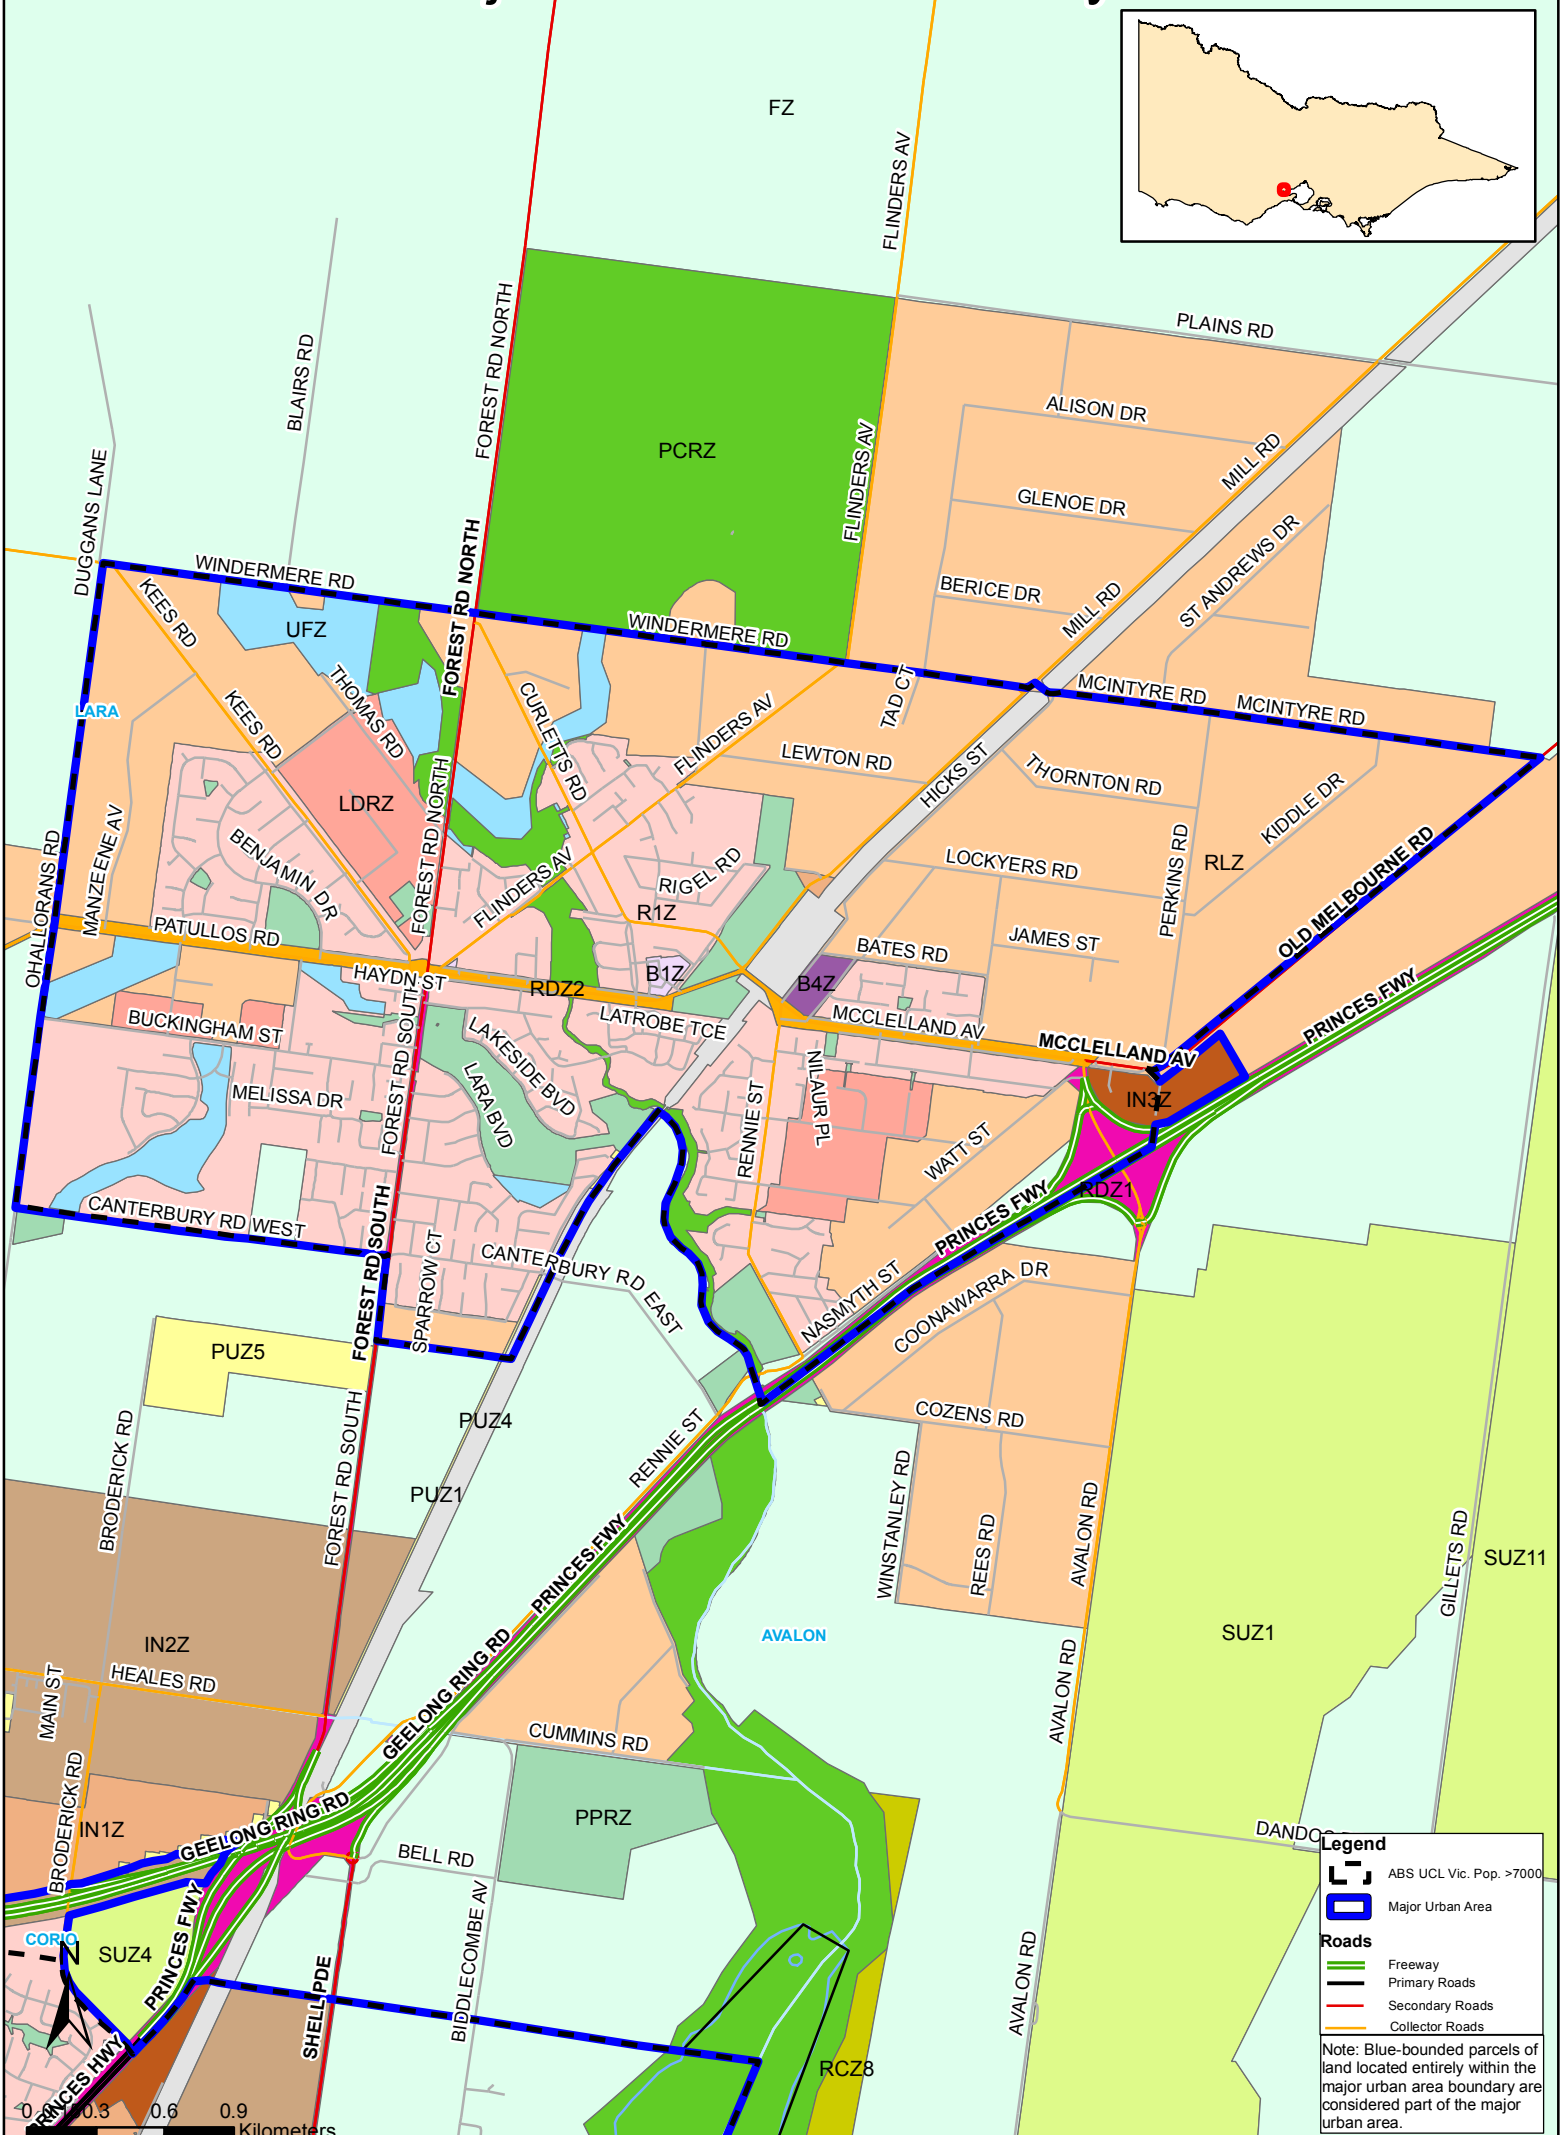 FZ
FLINDERS AV
FOREST RD NORTH
PLAINS RD
BLAIRS RD
ALISON DR
PCRZ
FLINDERS AV
MILL RD
DUGGANS LANE
GLENOE DR
ST ANDREWS DR
FOREST RD NORTH
WINDERMERE RD
BERICE DR
MILL RD
KEES RD
UFZ
WINDERMERE RD
THOMAS RD
TAD CT
MCINTYRE RD
MCINTYRE RD
LARA
KEES RD
CURLETTS RD
FLINDERS AV
LEWTON RD
HICKS ST
THORNTON RD
KIDDLE DR
LDRZ
FOREST RD NORTH
MANZEENE AV
BENJAMIN DR
OHALLORANS RD
FLINDERS AV
RIGEL RD
LOCKYERS RD
RLZ
PERKINS RD
OLD MELBOURNE RD
R1Z
PATULLOS RD
JAMES ST
BATES RD
HAYDN ST
B1Z
RDZ2
B4Z
PRINCES FWY
BUCKINGHAM ST
LATROBE TCE
MCCLELLAND AV
MCCLELLAND AV
FOREST RD SOUTH
LAKESIDE BVD
LARA BVD
MELISSA DR
NILAUR PL
RENNIE ST
IN3Z
WATT ST
RDZ1
CANTERBURY RD WEST
FOREST RD SOUTH
SPARROW CT
CANTERBURY RD EAST
PRINCES FWY
NASMYTH ST
COONAWARRA DR
PUZ5
PUZ4
COZENS RD
FOREST RD SOUTH
BRODERICK RD
PUZ1
RENNIE ST
WINSTANLEY RD
REES RD
AVALON RD
GILLETS RD
SUZ11
PRINCES FWY
AVALON
SUZ1
IN2Z
HEALES RD
MAIN ST
GEELONG RING RD
AVALON RD
CUMMINS RD
BRODERICK RD
IN1Z
GEELONG RING RD
PPRZ
BELL RD
BIDDLECOMBE AV
CORIO
SUZ4
N
PRINCES FWY
SHELL PDE
AVALON RD
RCZ8
PRINCES HWY
0.3 0.6 0.9
Kilometers
Legend
ABS UCL Vic. Pop. >7000
Major Urban Area
Roads
Freeway
Primary Roads
Secondary Roads
Collector Roads
Note: Blue-bounded parcels of
land located entirely within the
major urban area boundary are
considered part of the major
urban area.